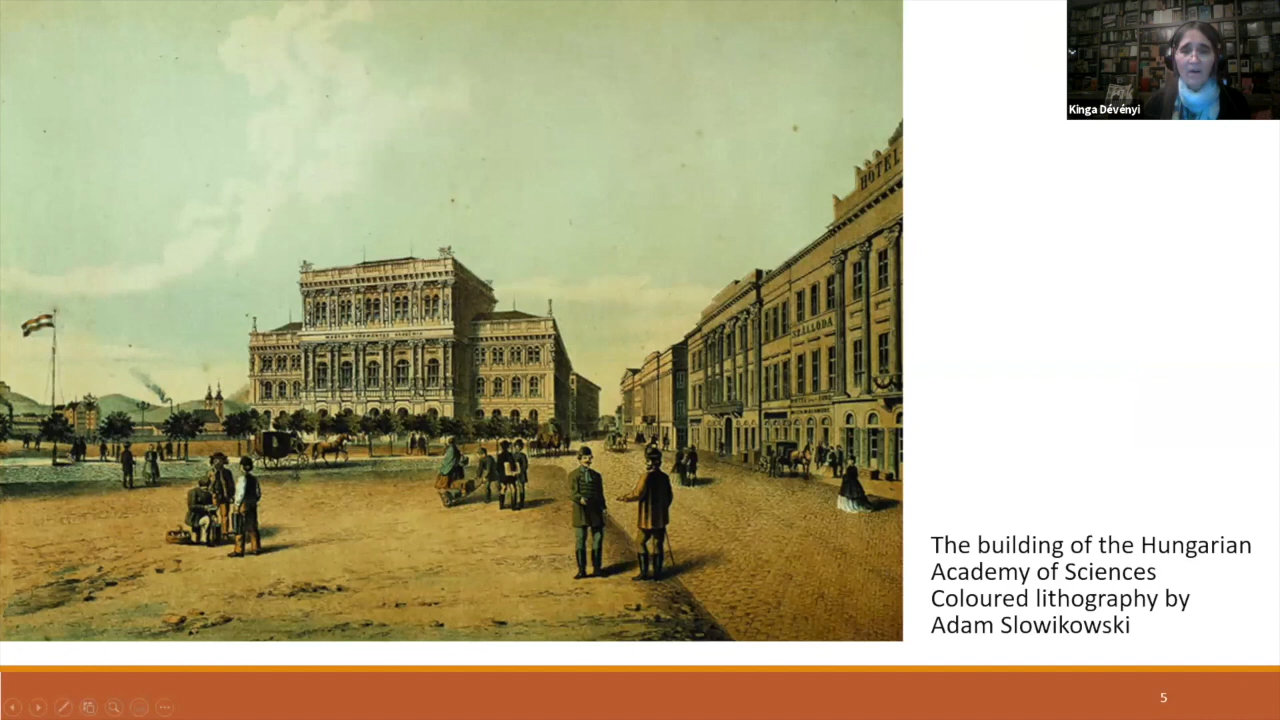 Kinga Dévényi
HOTEL
SZÁLLODA
The building of the Hungarian
Academy of Sciences
Coloured lithography by
Adam Slowikowski
5